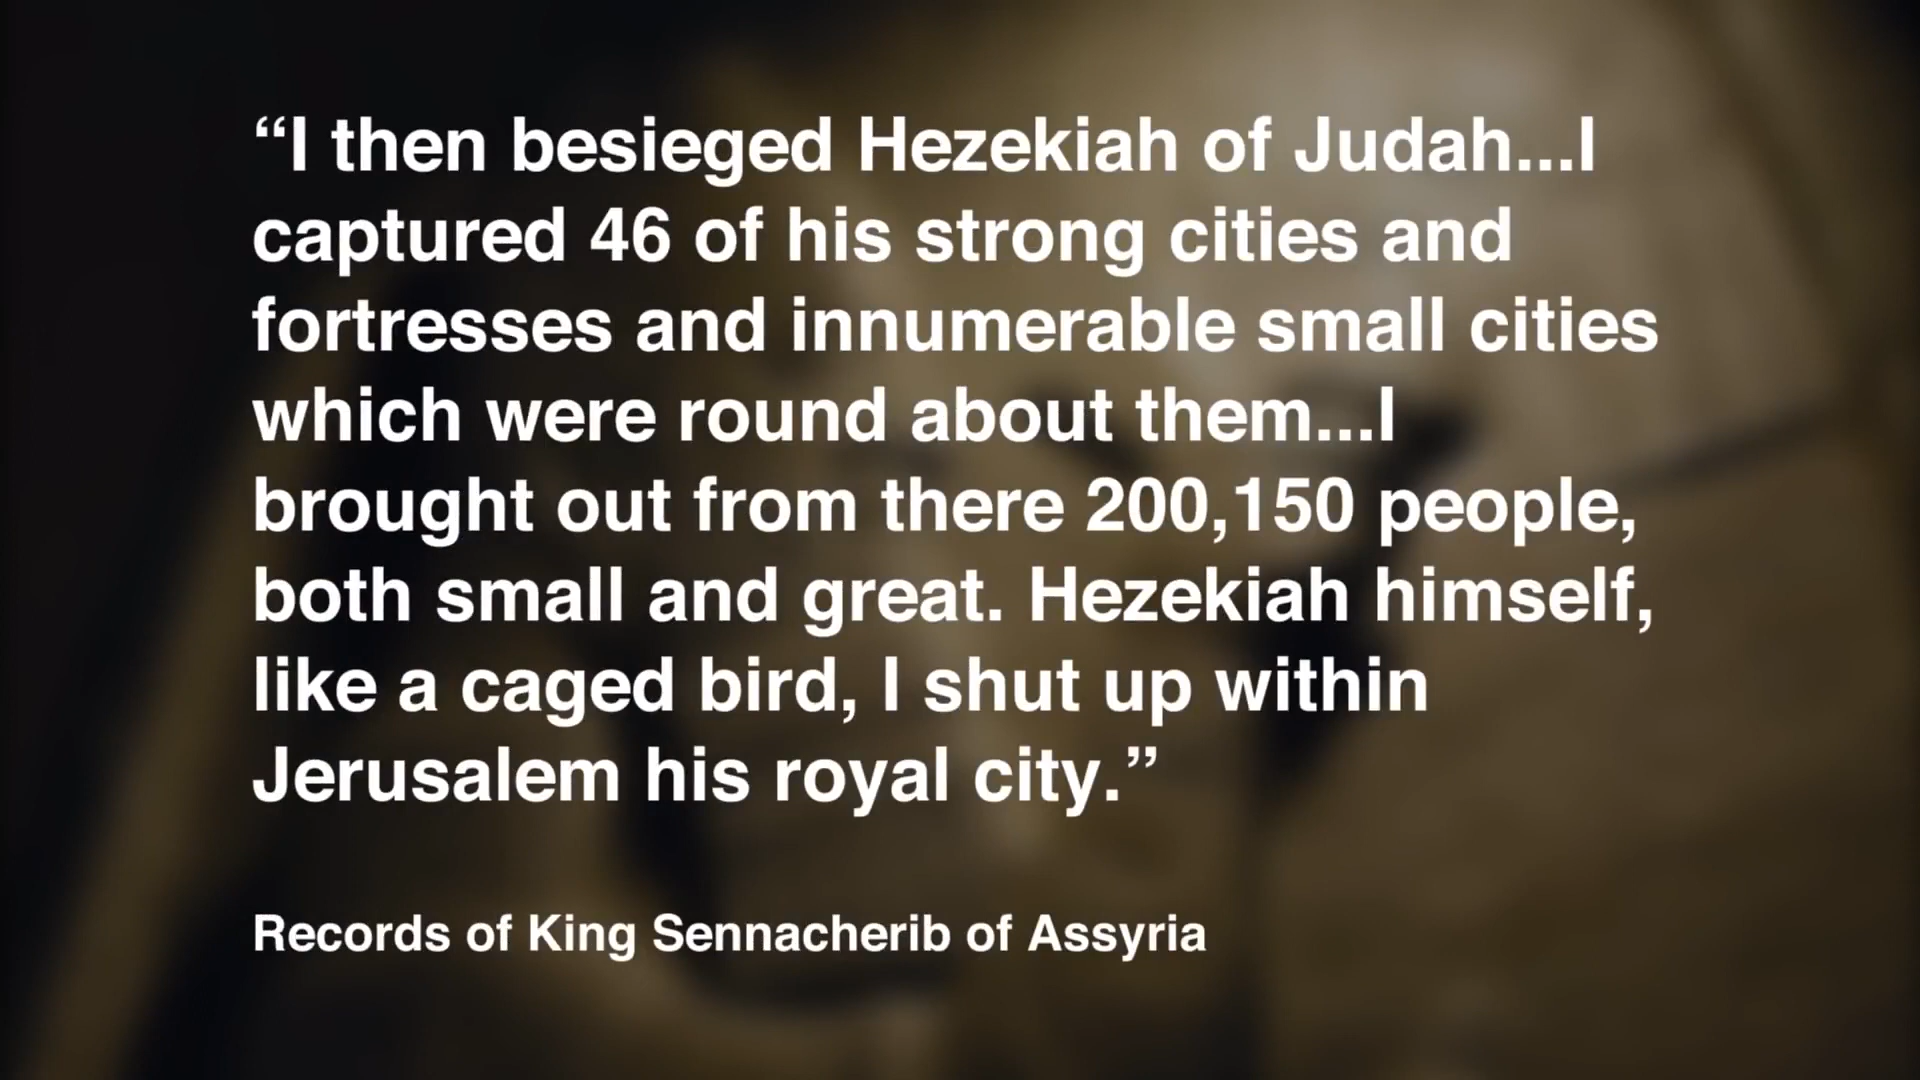 “I then besieged Hezekiah of Judah...I
captured 46 of his strong cities and
fortresses and innumerable small cities
which were round about them...I
brought out from there 200,150 people,
both small and great. Hezekiah himself,
like a caged bird, I shut up within
Jerusalem his royal city.”
Records of King Sennacherib of Assyria